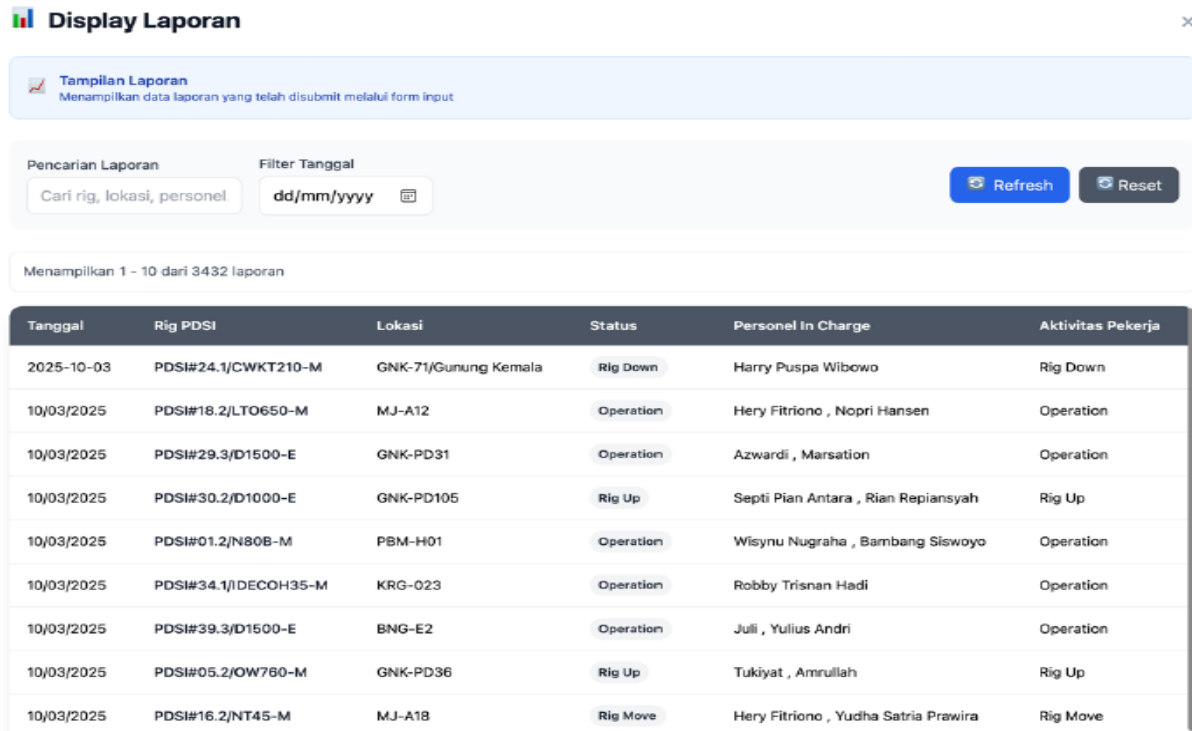 Display Laporan ×
Tampilan Laporan
Menampilkan data laporan yang telah disubmit melalui form input
Pencarian Laporan Filter Tanggal
Cari rig, lokasi, personel dd/mm/yyyy Refresh Reset
Menampilkan 1 - 10 dari 3432 laporan
Tanggal Rig PDSI Lokasi Status Personel In Charge Aktivitas Pekerja
2025-10-03 PDSI#24.1/CWKT210-M GNK-71/Gunung Kemala Rig Down Harry Puspa Wibowo Rig Down
10/03/2025 PDSI#18.2/LTO650-M MJ-A12 Operation Hery Fitriono , Nopri Hansen Operation
10/03/2025 PDSI#29.3/D1500-E GNK-PD31 Operation Azwardi , Marsation Operation
10/03/2025 PDSI#30.2/D1000-E GNK-PD105 Rig Up Septi Pian Antara , Rian Repiansyah Rig Up
10/03/2025 PDSI#01.2/N80B-M PBM-H01 Operation Wisynu Nugraha , Bambang Siswoyo Operation
10/03/2025 PDSI#34.1/IDECOH35-M KRG-023 Operation Robby Trisnan Hadi Operation
10/03/2025 PDSI#39.3/D1500-E BNG-E2 Operation Juli , Yulius Andri Operation
10/03/2025 PDSI#05.2/OW760-M GNK-PD36 Rig Up Tukiyat , Amrullah Rig Up
10/03/2025 PDSI#16.2/NT45-M MJ-A18 Rig Move Hery Fitriono , Yudha Satria Prawira Rig Move